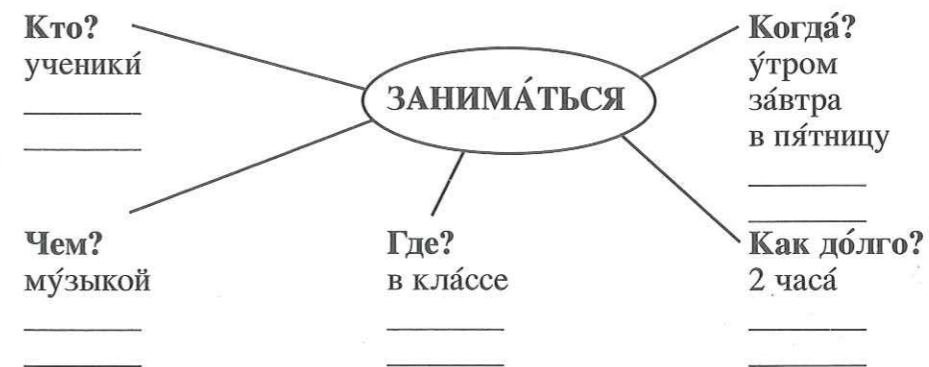 Кто?
ученики́
ЗАНИМА́ТЬСЯ
Когда́?
у́тром
за́втра
в пя́тницу
Чем?
му́зыкой
Где?
в кла́ссе
Как до́лго?
2 часа́